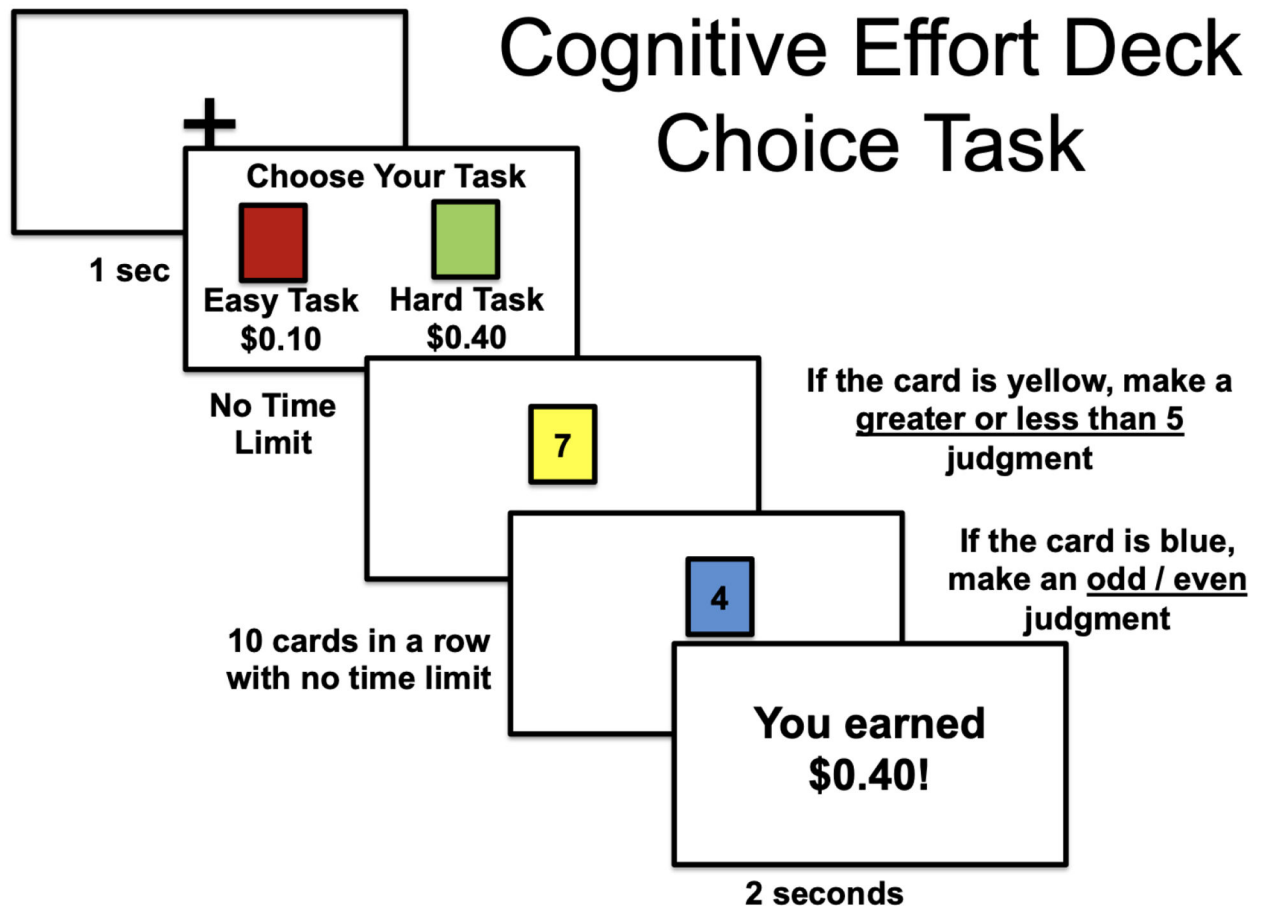 Cognitive Effort Deck
Choice Task
Choose Your Task
1 sec
Easy Task
$0.10
Hard Task
$0.40
No Time
Limit
7
If the card is yellow, make a
greater or less than 5
judgment
4
If the card is blue,
make an odd / even
judgment
10 cards in a row
with no time limit
You earned
$0.40!
2 seconds